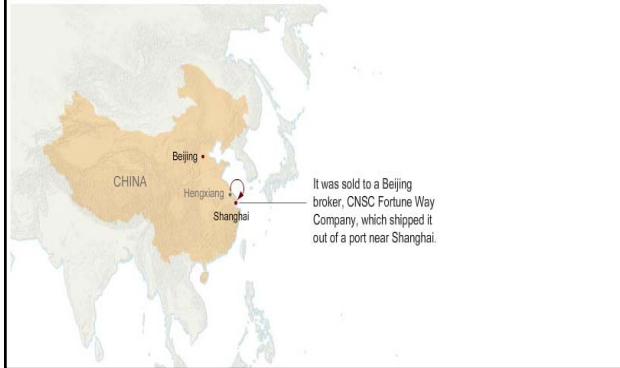 Beijing
CHINA
Hengxiang
Shanghai
It was sold to a Beijing
broker, CNSC Fortune Way
Company, which shipped it
out of a port near Shanghai.